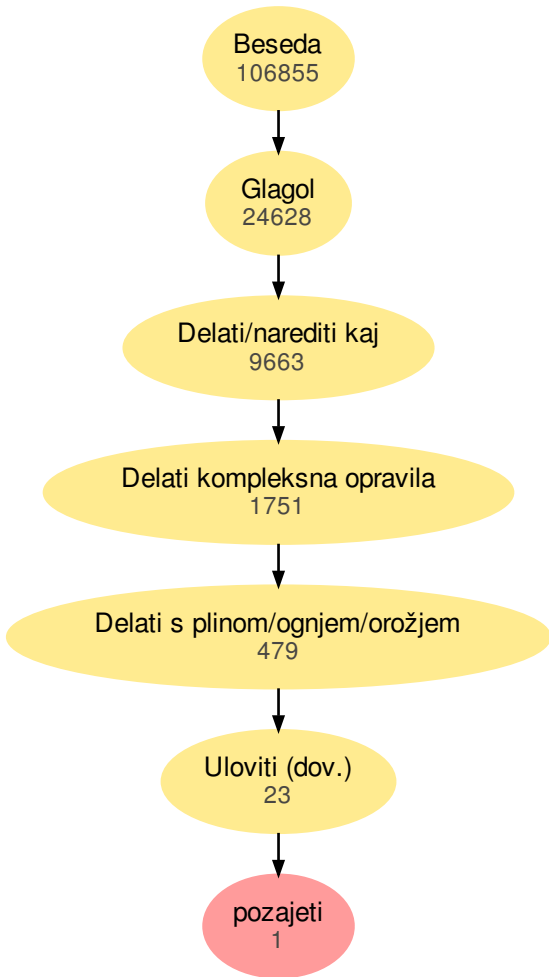 Beseda
106855
Glagol
24628
Delati/narediti kaj
9663
Delati kompleksna opravila
1751
Delati s plinom/ognjem/orožjem
479
Uloviti (dov.)
23
pozajeti
1